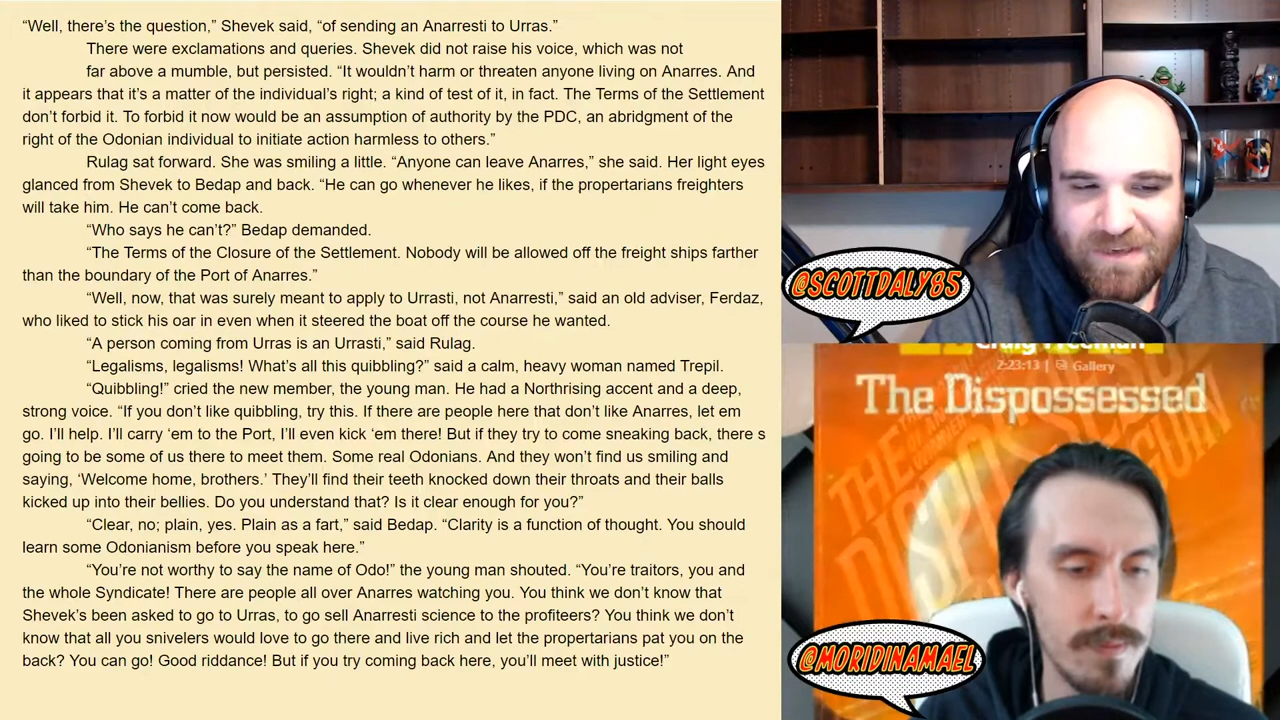 “Well, there’s the question,” Shevek said, “of sending an Anarresti to Urras.”
There were exclamations and queries. Shevek did not raise his voice, which was not
far above a mumble, but persisted. “It wouldn’t harm or threaten anyone living on Anarres. And
it appears that it’s a matter of the individual’s right; a kind of test of it, in fact. The Terms of the Settlement
don’t forbid it. To forbid it now would be an assumption of authority by the PDC, an abridgment of the
right of the Odonian individual to initiate action harmless to others.”
Rulag sat forward. She was smiling a little. “Anyone can leave Anarres,” she said. Her light eyes
glanced from Shevek to Bedap and back. “He can go whenever he likes, if the propertarians freighters
will take him. He can’t come back.
“Who says he can’t?” Bedap demanded.
“The Terms of the Closure of the Settlement. Nobody will be allowed off the freight ships farther
than the boundary of the Port of Anarres.”
“Well, now, that was surely meant to apply to Urrasti, not Anarresti,” said an old adviser, Ferdaz,
who liked to stick his oar in even when it steered the boat off the course he wanted.
“A person coming from Urras is an Urrasti,” said Rulag.
“Legalisms, legalisms! What’s all this quibbling?” said a calm, heavy woman named Trepil.
“Quibbling!” cried the new member, the young man. He had a Northrising accent and a deep,
strong voice. “If you don’t like quibbling, try this. If there are people here that don’t like Anarres, let em
go. I’ll help. I’ll carry ‘em to the Port, I’ll even kick ‘em there! But if they try to come sneaking back, there s
going to be some of us there to meet them. Some real Odonians. And they won’t find us smiling and
saying, ‘Welcome home, brothers.’ They’ll find their teeth knocked down their throats and their balls
kicked up into their bellies. Do you understand that? Is it clear enough for you?”
“Clear, no; plain, yes. Plain as a fart,” said Bedap. “Clarity is a function of thought. You should
learn some Odonianism before you speak here.”
“You’re not worthy to say the name of Odo!” the young man shouted. “You’re traitors, you and
the whole Syndicate! There are people all over Anarres watching you. You think we don’t know that
Shevek’s been asked to go to Urras, to go sell Anarresti science to the profiteers? You think we don’t
know that all you snivelers would love to go there and live rich and let the propertarians pat you on the
back? You can go! Good riddance! But if you try coming back here, you’ll meet with justice!”
@SCOTTDALY85
2:23:13 | Gallery
The Dispossessed
@MORIDINAMAEL